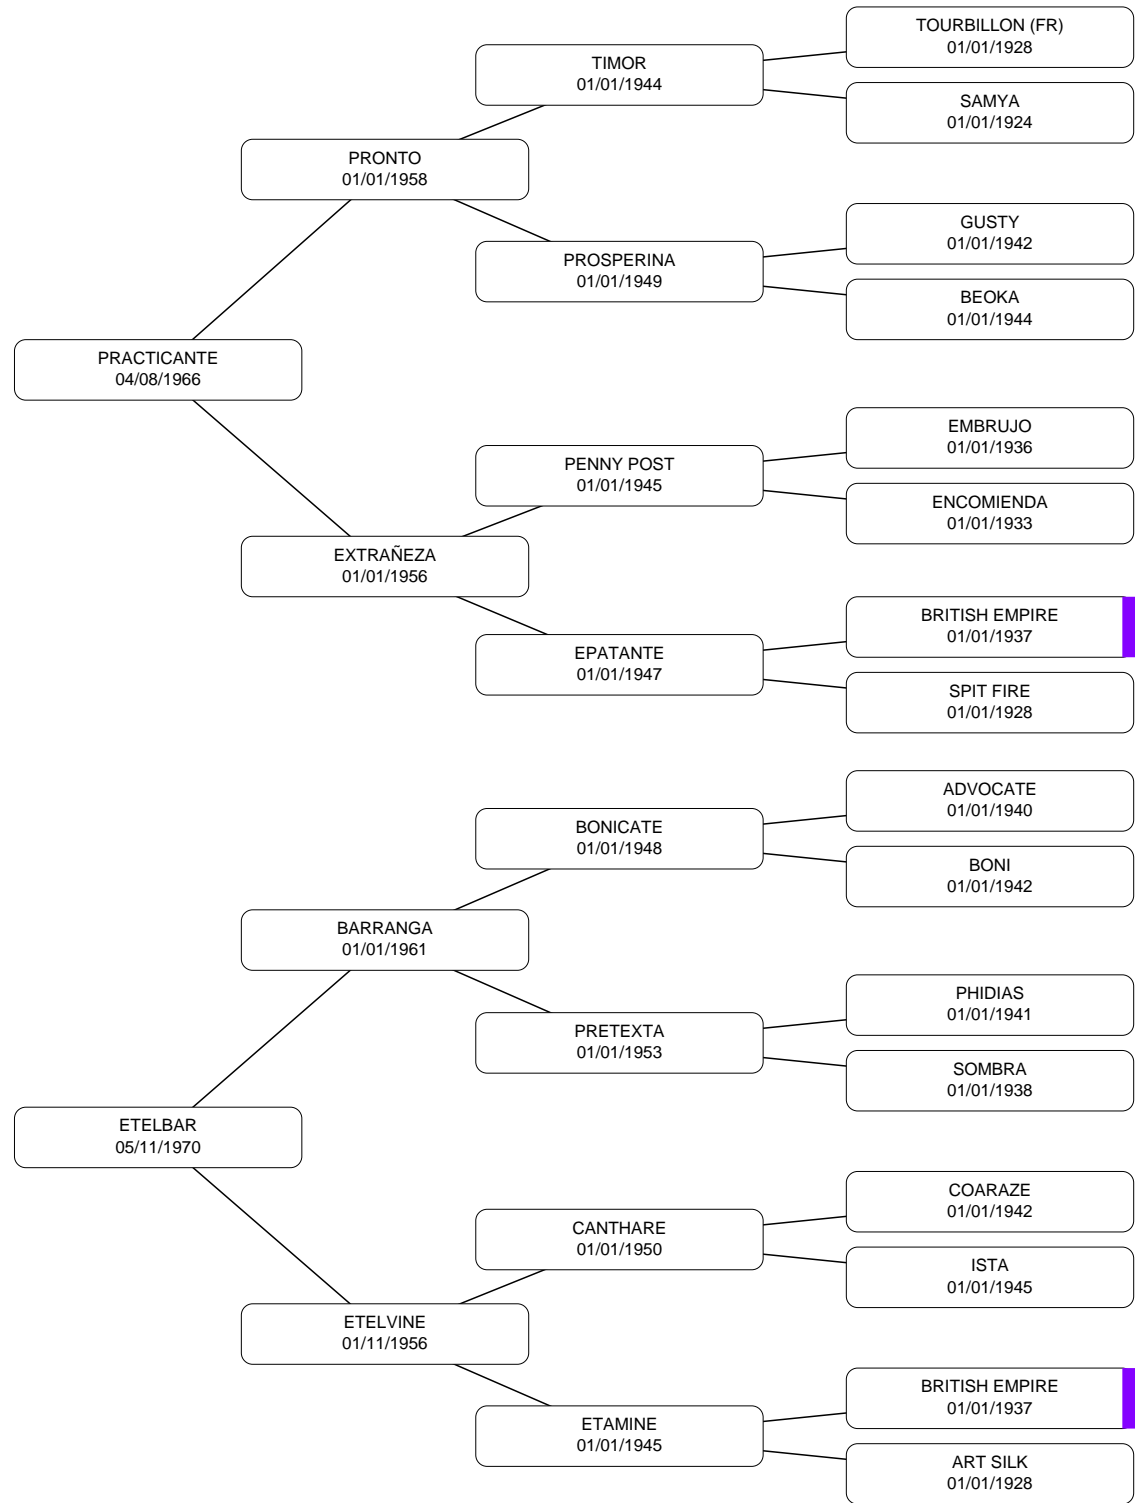 TOURBILLON (FR)
01/01/1928
TIMOR
01/01/1944
SAMYA
01/01/1924
PRONTO
01/01/1958
GUSTY
01/01/1942
PROSPERINA
01/01/1949
BEOKA
01/01/1944
PRACTICANTE
04/08/1966
EMBRUJO
01/01/1936
PENNY POST
01/01/1945
ENCOMIENDA
01/01/1933
EXTRAÑEZA
01/01/1956
BRITISH EMPIRE
01/01/1937
EPATANTE
01/01/1947
SPIT FIRE
01/01/1928
ADVOCATE
01/01/1940
BONICATE
01/01/1948
BONI
01/01/1942
BARRANGA
01/01/1961
PHIDIAS
01/01/1941
PRETEXTA
01/01/1953
SOMBRA
01/01/1938
ETELBAR
05/11/1970
COARAZE
01/01/1942
CANTHARE
01/01/1950
ISTA
01/01/1945
ETELVINE
01/11/1956
BRITISH EMPIRE
01/01/1937
ETAMINE
01/01/1945
ART SILK
01/01/1928